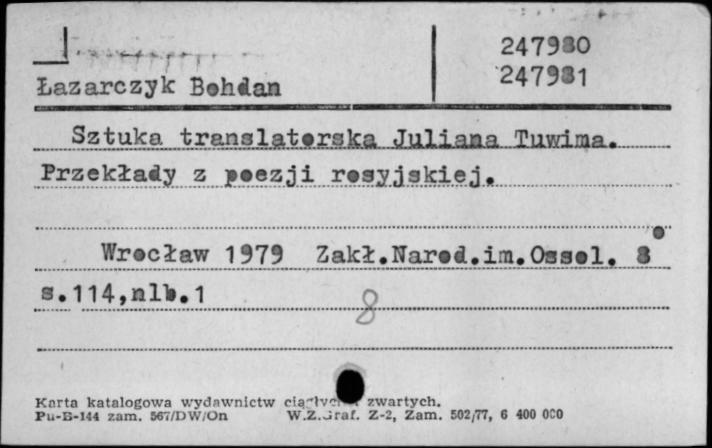 247980
Łazarczyk Bohdan 247981
Sztuka translatorska Juliana Tuwima.
Przekłady z poezji rosyjskiej.
Wrocław 1979 Zakł.Narod.im.Ossol. 8°
s.114,nlb.1
8
Karta katalogowa wydawnictw zwartych.
Pu-B-144 zam. 567/DW/On W.Z.Graf. Z-2, Zam. 502/77, 6 400 000